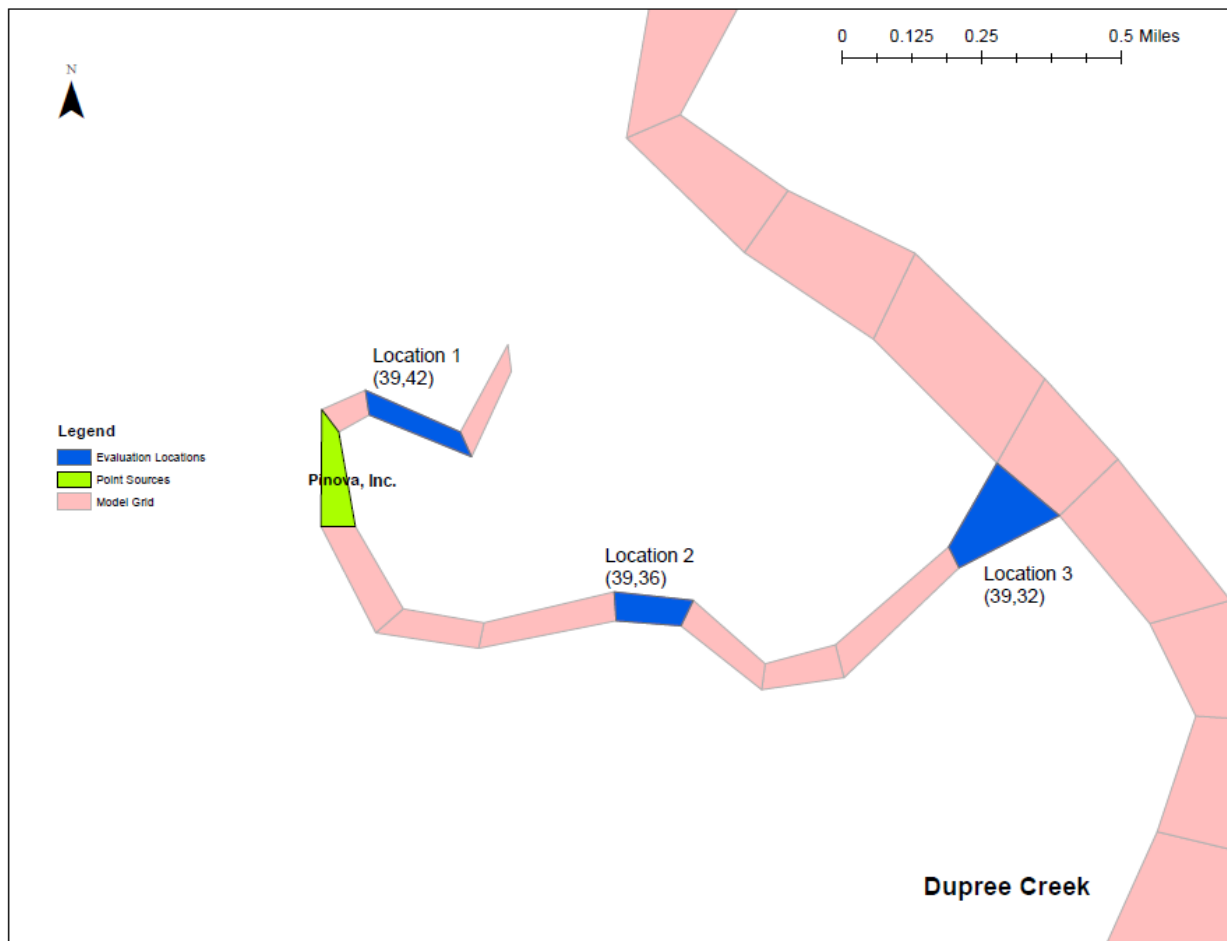 0 0.125 0.25 0.5 Miles
N
Location 1
(39,42)
Legend
Evaluation Locations
Point Sources
Model Grid
Pinova, Inc.
Location 2
(39,36)
Location 3
(39,32)
Dupree Creek